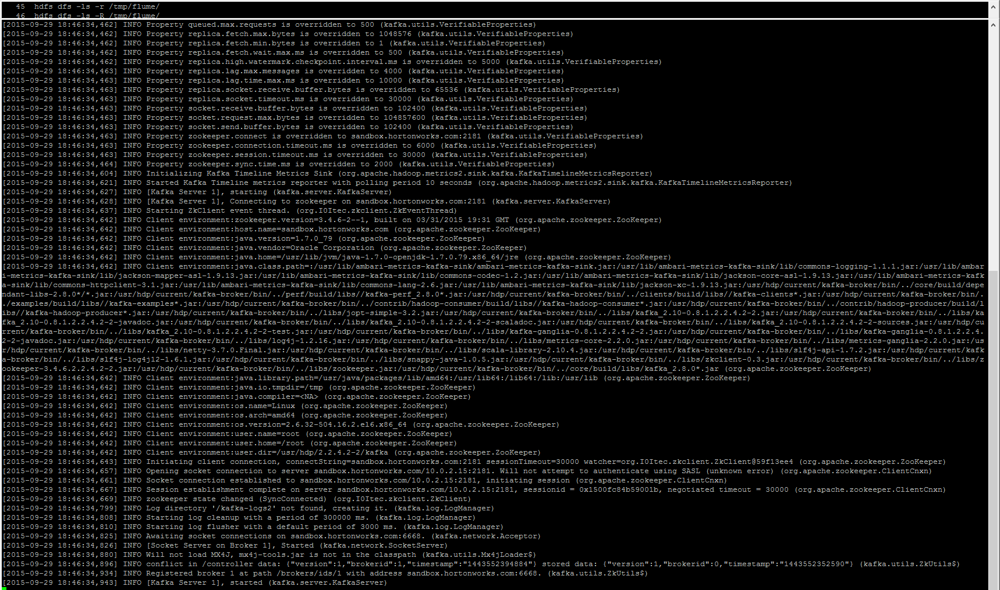 45  hdfs dfs -ls -r /tmp/flume/
46  hdfs dfs -ls -R /tmp/flume/
[2015-09-29 18:46:34,462] INFO Property queued.max.requests is overridden to 500 (kafka.utils.VerifiableProperties)
[2015-09-29 18:46:34,462] INFO Property replica.fetch.max.bytes is overridden to 1048576 (kafka.utils.VerifiableProperties)
[2015-09-29 18:46:34,462] INFO Property replica.fetch.min.bytes is overridden to 1 (kafka.utils.VerifiableProperties)
[2015-09-29 18:46:34,462] INFO Property replica.fetch.wait.max.ms is overridden to 500 (kafka.utils.VerifiableProperties)
[2015-09-29 18:46:34,462] INFO Property replica.high.watermark.checkpoint.interval.ms is overridden to 5000 (kafka.utils.VerifiableProperties)
[2015-09-29 18:46:34,463] INFO Property replica.lag.max.messages is overridden to 4000 (kafka.utils.VerifiableProperties)
[2015-09-29 18:46:34,463] INFO Property replica.lag.time.max.ms is overridden to 10000 (kafka.utils.VerifiableProperties)
[2015-09-29 18:46:34,463] INFO Property replica.socket.receive.buffer.bytes is overridden to 65536 (kafka.utils.VerifiableProperties)
[2015-09-29 18:46:34,463] INFO Property replica.socket.timeout.ms is overridden to 30000 (kafka.utils.VerifiableProperties)
[2015-09-29 18:46:34,463] INFO Property socket.receive.buffer.bytes is overridden to 102400 (kafka.utils.VerifiableProperties)
[2015-09-29 18:46:34,463] INFO Property socket.request.max.bytes is overridden to 104857600 (kafka.utils.VerifiableProperties)
[2015-09-29 18:46:34,463] INFO Property socket.send.buffer.bytes is overridden to 102400 (kafka.utils.VerifiableProperties)
[2015-09-29 18:46:34,463] INFO Property zookeeper.connect is overridden to sandbox.hortonworks.com:2181 (kafka.utils.VerifiableProperties)
[2015-09-29 18:46:34,463] INFO Property zookeeper.connection.timeout.ms is overridden to 6000 (kafka.utils.VerifiableProperties)
[2015-09-29 18:46:34,463] INFO Property zookeeper.session.timeout.ms is overridden to 30000 (kafka.utils.VerifiableProperties)
[2015-09-29 18:46:34,464] INFO Property zookeeper.sync.time.ms is overridden to 2000 (kafka.utils.VerifiableProperties)
[2015-09-29 18:46:34,604] INFO Initializing Kafka Timeline Metrics Sink (org.apache.hadoop.metrics2.sink.kafka.KafkaTimelineMetricsReporter)
[2015-09-29 18:46:34,621] INFO Started Kafka Timeline metrics reporter with polling period 10 seconds (org.apache.hadoop.metrics2.sink.kafka.KafkaTimelineMetricsReporter)
[2015-09-29 18:46:34,627] INFO [Kafka Server 1], starting (kafka.server.KafkaServer)
[2015-09-29 18:46:34,628] INFO [Kafka Server 1], Connecting to zookeeper on sandbox.hortonworks.com:2181 (kafka.server.KafkaServer)
[2015-09-29 18:46:34,637] INFO Starting ZkClient event thread. (org.I0Itec.zkclient.ZkEventThread)
[2015-09-29 18:46:34,642] INFO Client environment:zookeeper.version=3.4.6-2--1, built on 03/31/2015 19:31 GMT (org.apache.zookeeper.ZooKeeper)
[2015-09-29 18:46:34,642] INFO Client environment:host.name=sandbox.hortonworks.com (org.apache.zookeeper.ZooKeeper)
[2015-09-29 18:46:34,642] INFO Client environment:java.version=1.7.0_79 (org.apache.zookeeper.ZooKeeper)
[2015-09-29 18:46:34,642] INFO Client environment:java.vendor=Oracle Corporation (org.apache.zookeeper.ZooKeeper)
[2015-09-29 18:46:34,642] INFO Client environment:java.home=/usr/lib/jvm/java-1.7.0-openjdk-1.7.0.79.x86_64/jre (org.apache.zookeeper.ZooKeeper)
[2015-09-29 18:46:34,642] INFO Client environment:java.class.path=:/usr/lib/ambari-metrics-kafka-sink/ambari-metrics-kafka-sink.jar:/usr/lib/ambari-metrics-kafka-sink/lib/commons-logging-1.1.1.jar:/usr/lib/ambar
i-metrics-kafka-sink/lib/jackson-mapper-asl-1.9.13.jar:/usr/lib/ambari-metrics-kafka-sink/lib/commons-codec-1.2.jar:/usr/lib/ambari-metrics-kafka-sink/lib/jackson-core-asl-1.9.13.jar:/usr/lib/ambari-metrics-kafk
a-sink/lib/commons-httpclient-3.1.jar:/usr/lib/ambari-metrics-kafka-sink/lib/commons-lang-2.6.jar:/usr/lib/ambari-metrics-kafka-sink/lib/jackson-xc-1.9.13.jar:/usr/hdp/current/kafka-broker/bin/../core/build/depe
ndant-libs-2.8.0*/*.jar:/usr/hdp/current/kafka-broker/bin/../perf/build/libs//kafka-perf_2.8.0*.jar:/usr/hdp/current/kafka-broker/bin/../clients/build/libs//kafka-clients*.jar:/usr/hdp/current/kafka-broker/bin/.
./examples/build/libs//kafka-examples*.jar:/usr/hdp/current/kafka-broker/bin/../contrib/hadoop-consumer/build/libs//kafka-hadoop-consumer*.jar:/usr/hdp/current/kafka-broker/bin/../contrib/hadoop-producer/build/l
ibs//kafka-hadoop-producer*.jar:/usr/hdp/current/kafka-broker/bin/../libs/jopt-simple-3.2.jar:/usr/hdp/current/kafka-broker/bin/../libs/kafka_2.10-0.8.1.2.2.4.2-2.jar:/usr/hdp/current/kafka-broker/bin/../libs/ka
fka_2.10-0.8.1.2.2.4.2-2-javadoc.jar:/usr/hdp/current/kafka-broker/bin/../libs/kafka_2.10-0.8.1.2.2.4.2-2-scaladoc.jar:/usr/hdp/current/kafka-broker/bin/../libs/kafka_2.10-0.8.1.2.2.4.2-2-sources.jar:/usr/hdp/cu
rrent/kafka-broker/bin/../libs/kafka_2.10-0.8.1.2.2.4.2-2-test.jar:/usr/hdp/current/kafka-broker/bin/../libs/kafka-ganglia-0.8.1.2.2.4.2-2.jar:/usr/hdp/current/kafka-broker/bin/../libs/kafka-ganglia-0.8.1.2.2.4.
2-2-javadoc.jar:/usr/hdp/current/kafka-broker/bin/../libs/log4j-1.2.16.jar:/usr/hdp/current/kafka-broker/bin/../libs/metrics-core-2.2.0.jar:/usr/hdp/current/kafka-broker/bin/../libs/metrics-ganglia-2.2.0.jar:/us
r/hdp/current/kafka-broker/bin/../libs/netty-3.7.0.Final.jar:/usr/hdp/current/kafka-broker/bin/../libs/scala-library-2.10.4.jar:/usr/hdp/current/kafka-broker/bin/../libs/slf4j-api-1.7.2.jar:/usr/hdp/current/kafk
a-broker/bin/../libs/slf4j-log4j12-1.6.1.jar:/usr/hdp/current/kafka-broker/bin/../libs/snappy-java-1.0.5.jar:/usr/hdp/current/kafka-broker/bin/../libs/zkclient-0.3.jar:/usr/hdp/current/kafka-broker/bin/../libs/z
ookeeper-3.4.6.2.2.4.2-2.jar:/usr/hdp/current/kafka-broker/bin/../libs/zookeeper.jar:/usr/hdp/current/kafka-broker/bin/../core/build/libs/kafka_2.8.0*.jar (org.apache.zookeeper.ZooKeeper)
[2015-09-29 18:46:34,642] INFO Client environment:java.library.path=/usr/java/packages/lib/amd64:/usr/lib64:/lib64:/lib:/usr/lib (org.apache.zookeeper.ZooKeeper)
[2015-09-29 18:46:34,642] INFO Client environment:java.io.tmpdir=/tmp (org.apache.zookeeper.ZooKeeper)
[2015-09-29 18:46:34,642] INFO Client environment:java.compiler=<NA> (org.apache.zookeeper.ZooKeeper)
[2015-09-29 18:46:34,642] INFO Client environment:os.name=Linux (org.apache.zookeeper.ZooKeeper)
[2015-09-29 18:46:34,642] INFO Client environment:os.arch=amd64 (org.apache.zookeeper.ZooKeeper)
[2015-09-29 18:46:34,642] INFO Client environment:os.version=2.6.32-504.16.2.el6.x86_64 (org.apache.zookeeper.ZooKeeper)
[2015-09-29 18:46:34,642] INFO Client environment:user.name=root (org.apache.zookeeper.ZooKeeper)
[2015-09-29 18:46:34,642] INFO Client environment:user.home=/root (org.apache.zookeeper.ZooKeeper)
[2015-09-29 18:46:34,642] INFO Client environment:user.dir=/usr/hdp/2.2.4.2-2/kafka (org.apache.zookeeper.ZooKeeper)
[2015-09-29 18:46:34,643] INFO Initiating client connection, connectString=sandbox.hortonworks.com:2181 sessionTimeout=30000 watcher=org.I0Itec.zkclient.ZkClient@59f13ee4 (org.apache.zookeeper.ZooKeeper)
[2015-09-29 18:46:34,657] INFO Opening socket connection to server sandbox.hortonworks.com/10.0.2.15:2181. Will not attempt to authenticate using SASL (unknown error) (org.apache.zookeeper.ClientCnxn)
[2015-09-29 18:46:34,661] INFO Socket connection established to sandbox.hortonworks.com/10.0.2.15:2181, initiating session (org.apache.zookeeper.ClientCnxn)
[2015-09-29 18:46:34,667] INFO Session establishment complete on server sandbox.hortonworks.com/10.0.2.15:2181, sessionid = 0x1500fc84b59001b, negotiated timeout = 30000 (org.apache.zookeeper.ClientCnxn)
[2015-09-29 18:46:34,669] INFO zookeeper state changed (SyncConnected) (org.I0Itec.zkclient.ZkClient)
[2015-09-29 18:46:34,799] INFO Log directory '/kafka-logs2' not found, creating it. (kafka.log.LogManager)
[2015-09-29 18:46:34,808] INFO Starting log cleanup with a period of 300000 ms. (kafka.log.LogManager)
[2015-09-29 18:46:34,810] INFO Starting log flusher with a default period of 3000 ms. (kafka.log.LogManager)
[2015-09-29 18:46:34,825] INFO Awaiting socket connections on sandbox.hortonworks.com:6668. (kafka.network.Acceptor)
[2015-09-29 18:46:34,826] INFO [Socket Server on Broker 1], Started (kafka.network.SocketServer)
[2015-09-29 18:46:34,880] INFO Will not load MX4J, mx4j-tools.jar is not in the classpath (kafka.utils.Mx4jLoader$)
[2015-09-29 18:46:34,896] INFO conflict in /controller data: {"version":1,"brokerid":1,"timestamp":"1443552394884"} stored data: {"version":1,"brokerid":0,"timestamp":"1443552352590"} (kafka.utils.ZkUtils$)
[2015-09-29 18:46:34,934] INFO Registered broker 1 at path /brokers/ids/1 with address sandbox.hortonworks.com:6668. (kafka.utils.ZkUtils$)
[2015-09-29 18:46:34,943] INFO [Kafka Server 1], started (kafka.server.KafkaServer)